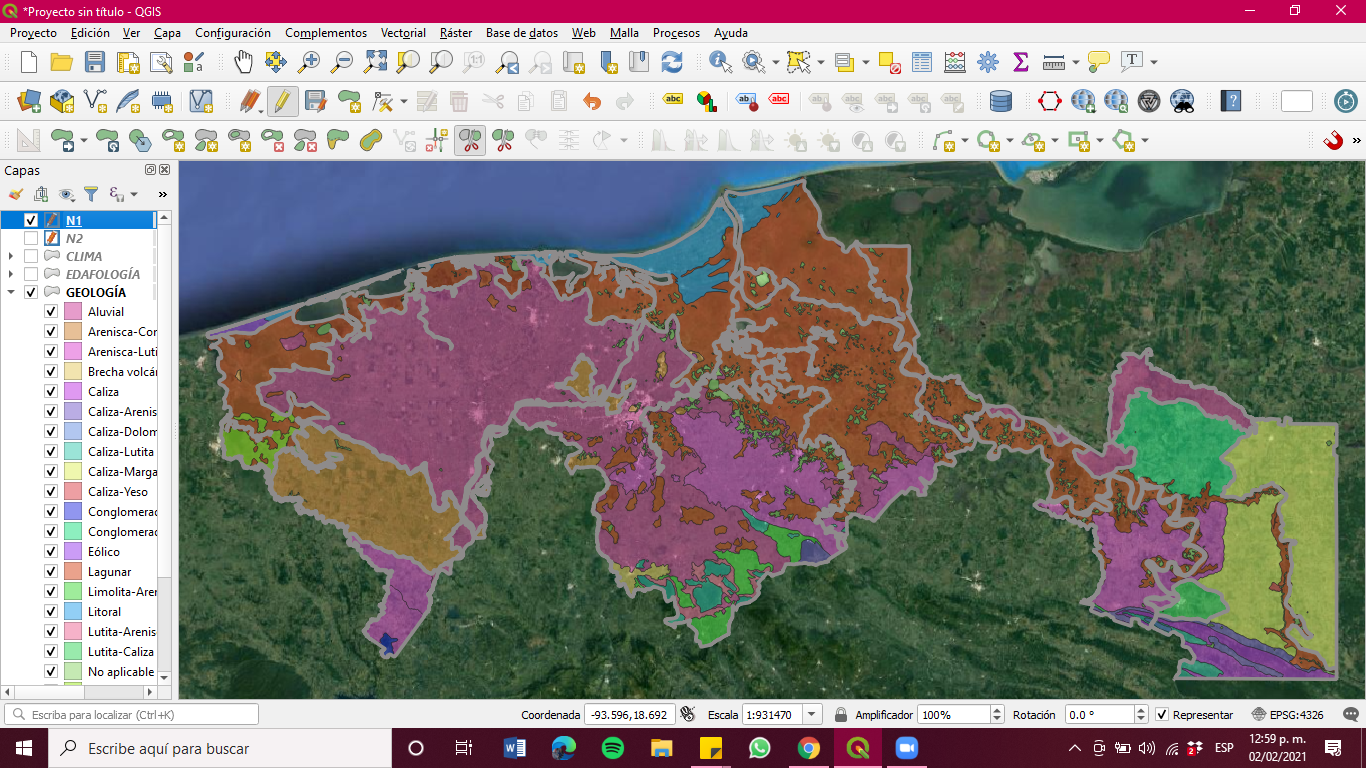 *Proyecto sin título - QGIS
Proyecto Edición Ver Capa Configuración Complementos Vectorial Ráster Base de datos Web Malla Procesos Ayuda
Capas
N1
N2
CLIMA
EDAFOLOGÍA
GEOLOGÍA
Aluvial
Arenisca-Cor
Arenisca-Luti
Brecha volcán
Caliza
Caliza-Arenis
Caliza-Dolom
Caliza-Lutita
Caliza-Marga
Caliza-Yeso
Conglomerac
Conglomerac
Eólico
Lagunar
Limolita-Arer
Litoral
Lutita-Arenis
Lutita-Caliza
No aplicable
Escriba para localizar (Ctrl+K)
Coordenada -93.596,18.692 Escala 1:931470 Amplificador 100% Rotación 0.0 ° Representar EPSG:4326
Escribe aquí para buscar
ESP
12:59 p. m.
02/02/2021